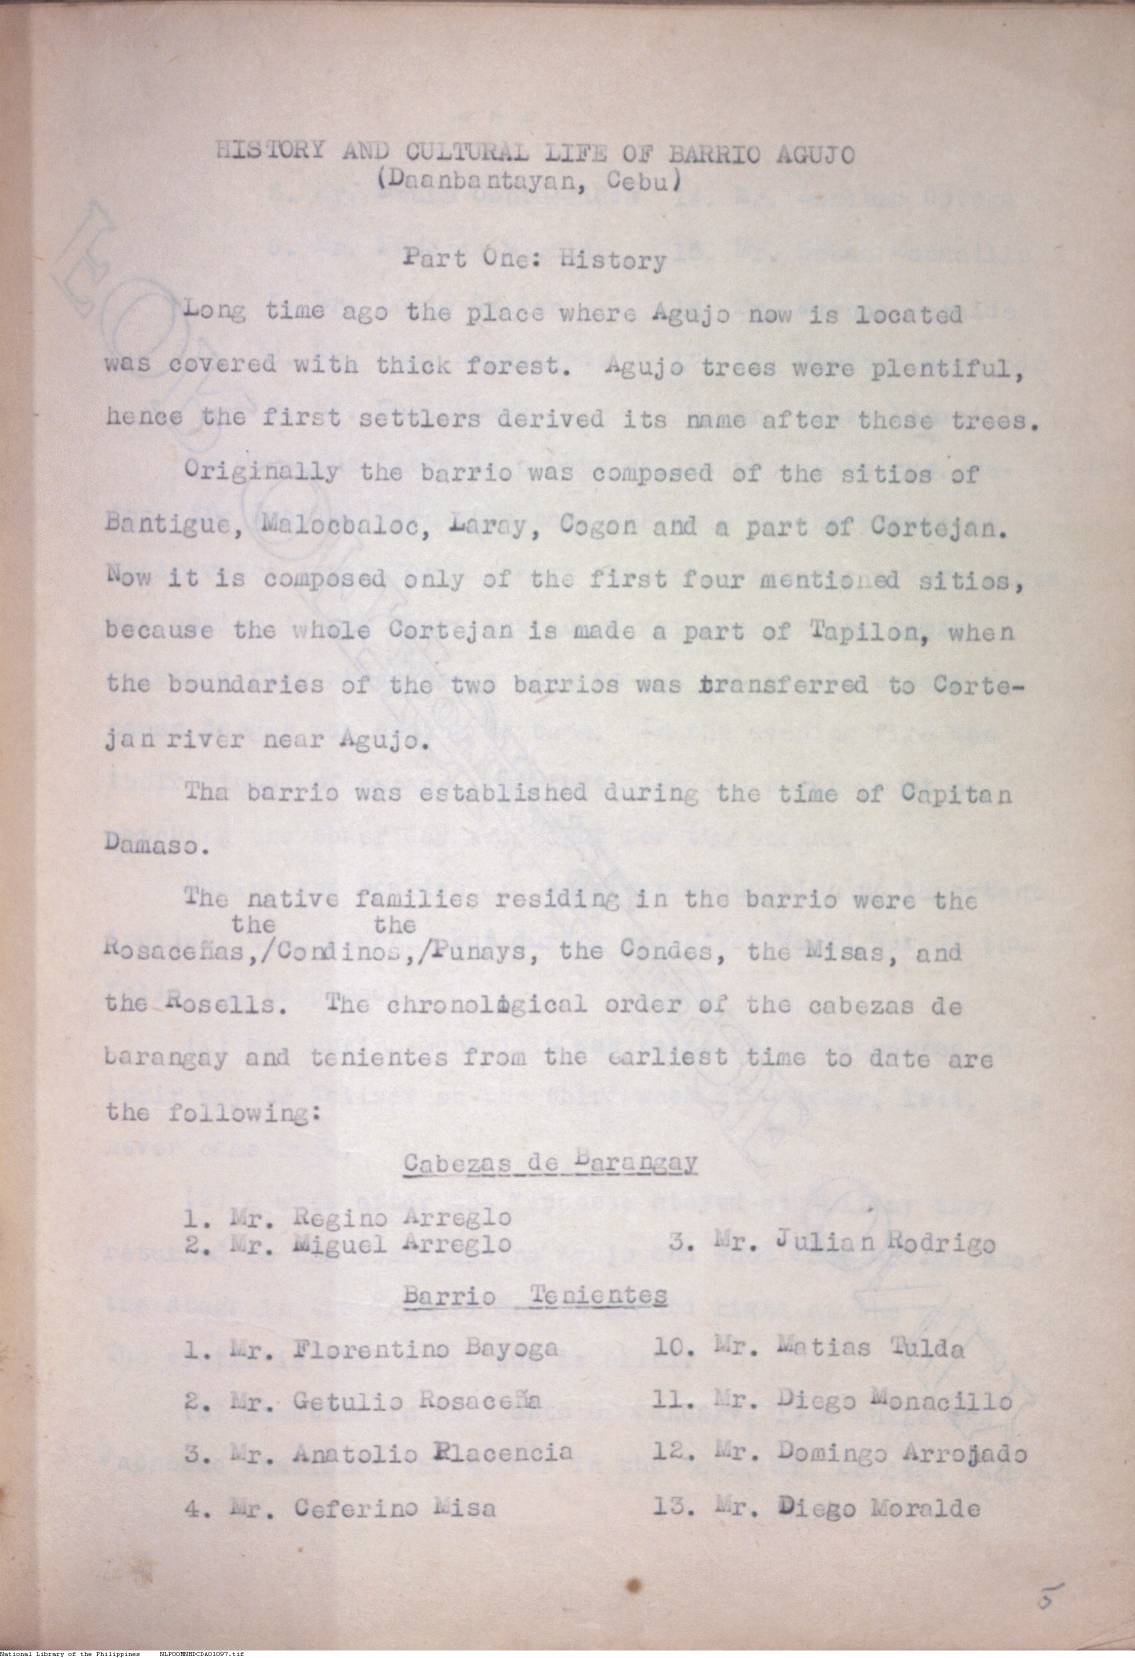 HISTORY AND CULTURAL LIFE OF BARRIO AGUJO
(Daanbantayan, Cebu)
Part One: History
Long time ago the place where Agujo now is located
was covered with thick forest. Agujo trees were plentiful,
hence the first settlers derived its name after these trees.
Originally the barrio was composed of the sitios of
Bantigue, Malocbaloc, Laray, Cogon and a part of Cortejan.
Now it is composed only of the first four mentioned sitios,
because the whole Cortejan is made a part of Tapilon, when
the boundaries of the two barrios was transferred to Corte-
jan river near Agujo.
Tha barrio was established during the time of Capitan
Damaso.
The native families residing in the barrio were the
the the
Rosaceñas,/Condinos,/Punays, the Condes, the Misas, and
the Rosells. The chronological order of the cabezas de
barangay and tenientes from the earliest time to date are
the following:
Cabezas de Barangay
1. Mr. Regino Arreglo
2. Mr. Miguel Arreglo 3. Mr. Julian Rodrigo
Barrio Tenientes
1. Mr. Florentino Bayoga 10. Mr. Matias Tulda
2. Mr. Getulio Rosaceña 11. Mr. Diego Monacillo
3. Mr. Anatolio Placencia 12. Mr. Domingo Arrojado
4. Mr. Ceferino Misa 13. Mr. Diego Moralde
5
National Library of the Philippines NLPOOMNHDCDA01097.tif